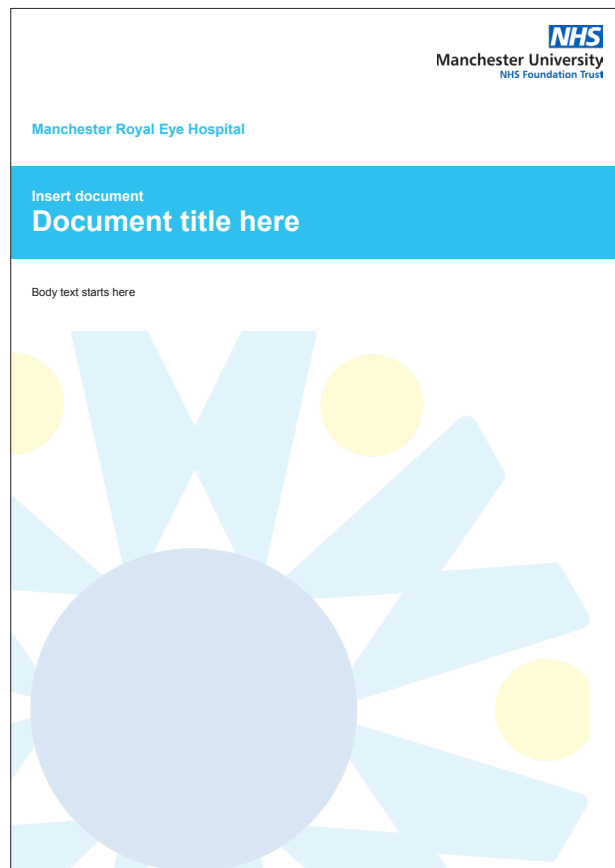 NHS
Manchester University
NHS Foundation Trust
Manchester Royal Eye Hospital
Insert document
Document title here
Body text starts here